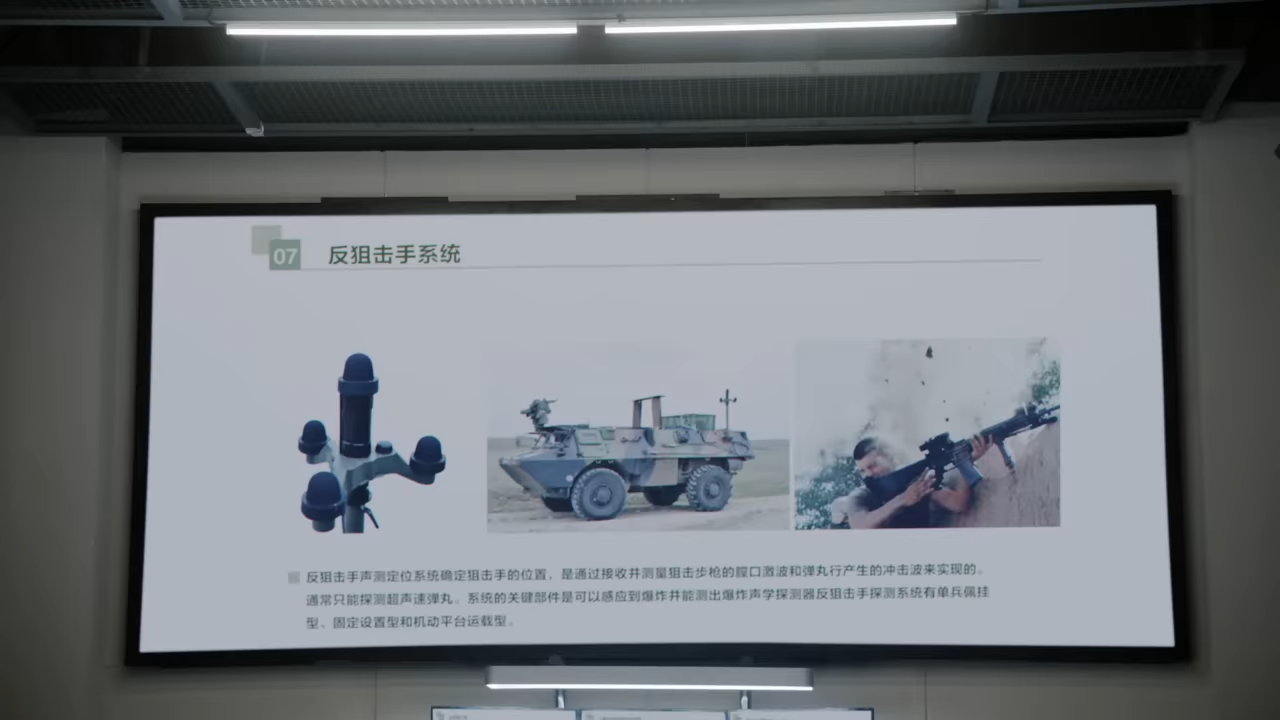 07
反狙击手系统
反狙击手声测定位系统确定狙击手的位置，是通过接收并测量狙击步枪的膛口激波和弹丸行产生的冲击波来实现的。
通常只能探测超声速弹丸。系统的关键部件是可以感应到爆炸并能测出爆炸声学探测器反狙击手探测系统有单兵佩挂
型、固定设置型和机动平台运载型。